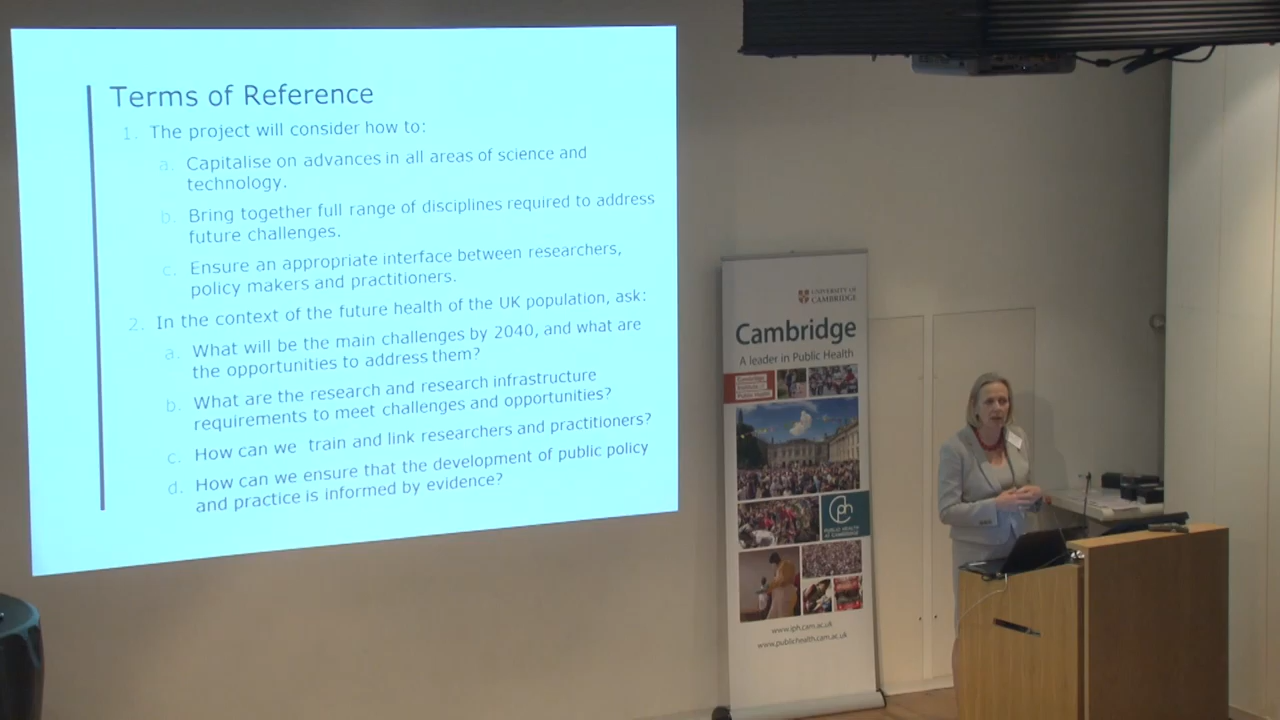 Terms of Reference
1. The project will consider how to:
a. Capitalise on advances in all areas of science and
technology.
b. Bring together full range of disciplines required to address
future challenges.
c. Ensure an appropriate interface between researchers,
policy makers and practitioners.
2. In the context of the future health of the UK population, ask:
a. What will be the main challenges by 2040, and what are
the opportunities to address them?
b. What are the research and research infrastructure
requirements to meet challenges and opportunities?
c. How can we train and link researchers and practitioners?
d. How can we ensure that the development of public policy
and practice is informed by evidence?
UNIVERSITY OF
CAMBRIDGE
Cambridge
A leader in Public Health
Cambridge
Institute of
Public Health
PUBLIC HEALTH
AT CAMBRIDGE
www.iph.cam.ac.uk
www.publichealth.cam.ac.uk